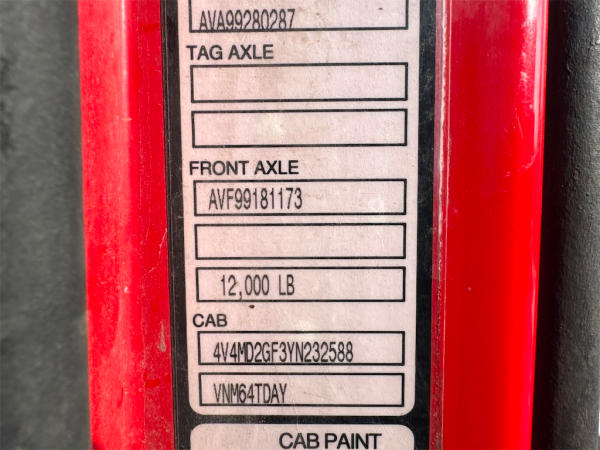 AVA99280287
TAG AXLE
FRONT AXLE
AVF99181173
12,000 LB
CAB
4V4MD2GF3YN232588
VNM64TDAY
CAB PAINT